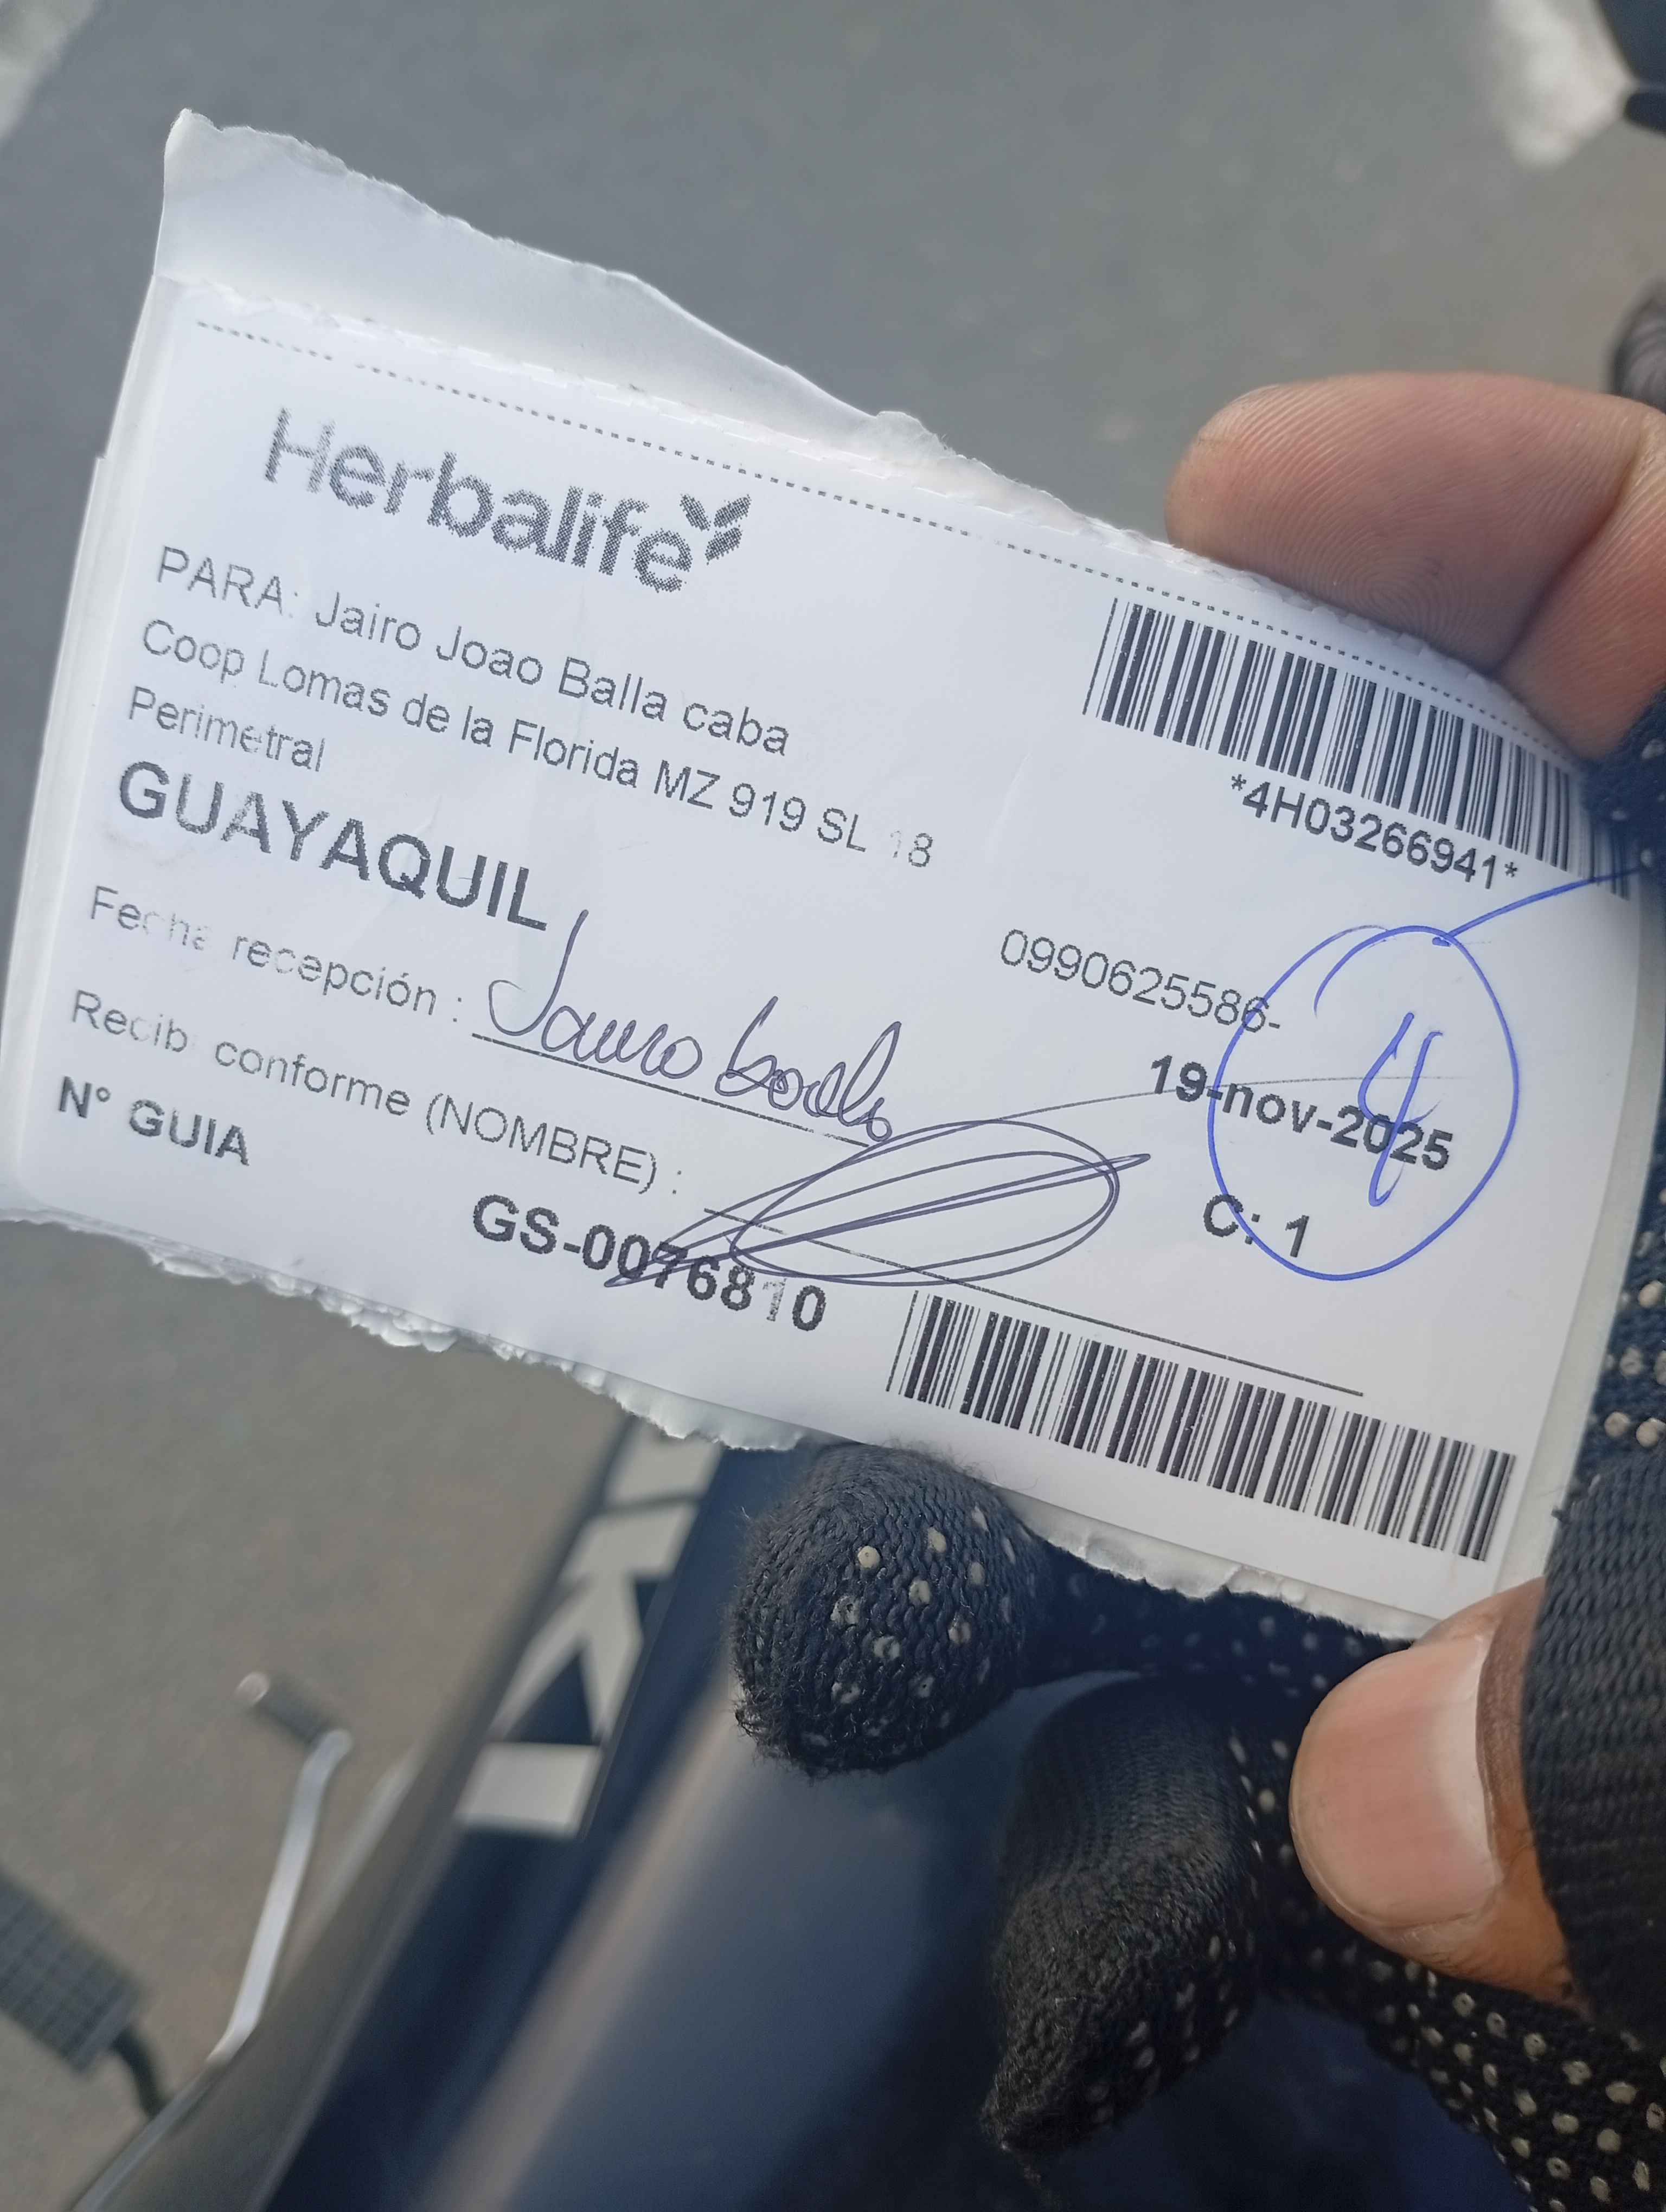 Herbalife
PARA: Jairo Joao Balla caba
Coop Lomas de la Florida MZ 919 SL 18
Perimetral
GUAYAQUIL
*4H03266941*
0990625586-
Fecha recepción :
19-nov-2025
4
Recib conforme (NOMBRE) :
C: 1
N° GUIA
GS-0076810